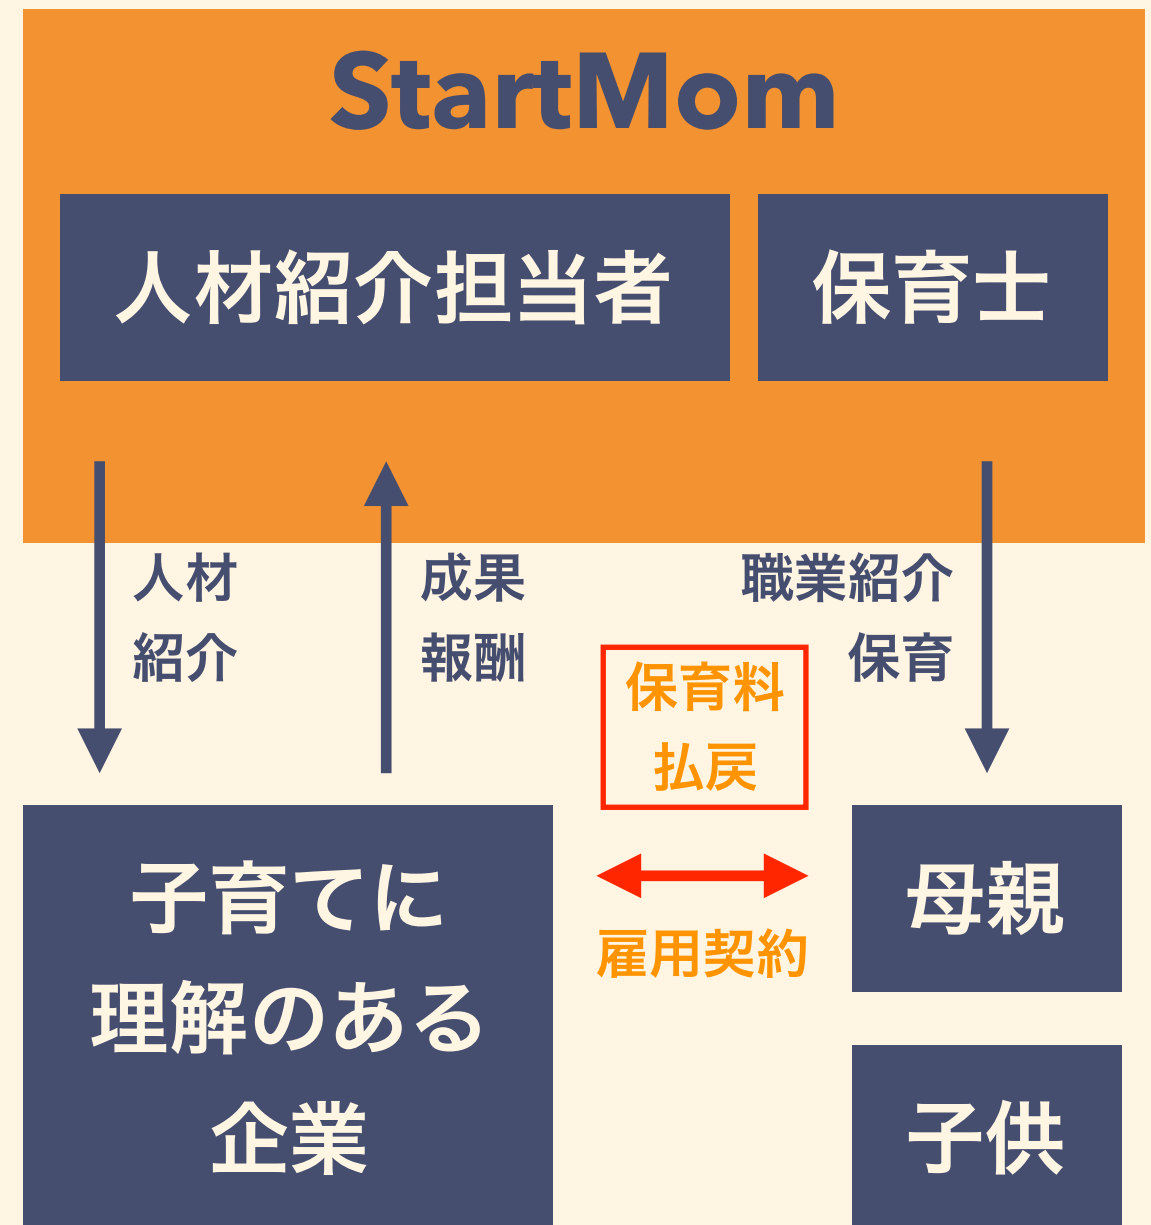 StartMom
人材紹介担当者
保育士
人材
紹介
成果
報酬
職業紹介
保育
保育料
払戻
雇用契約
子育てに
理解のある
企業
母親
子供